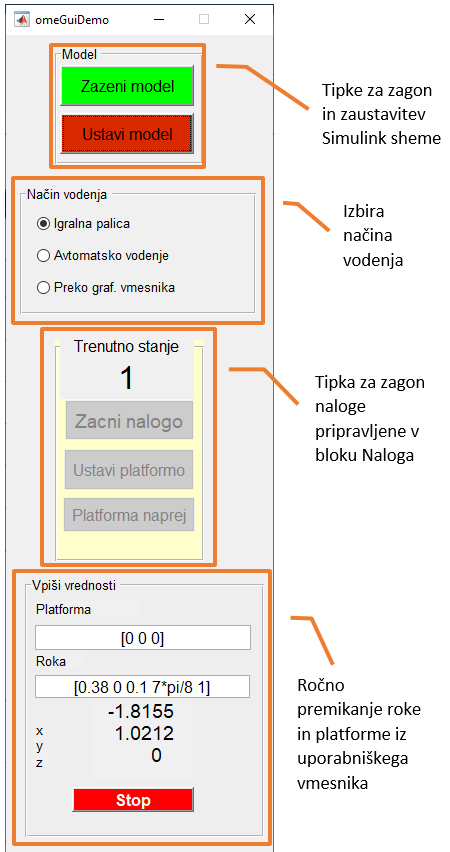 omeGuiDemo
Model
Zazeni model
Ustavi model
Tipke za zagon
in zaustavitev
Simulink sheme
Način vodenja
Igralna palica
Avtomatsko vodenje
Preko graf. vmesnika
Izbira
načina
vodenja
Trenutno stanje
1
Zacni nalogo
Ustavi platformo
Platforma naprej
Tipka za zagon
naloge
pripravljene v
bloku Naloga
Vpiši vrednosti
Platforma
[0 0 0]
Roka
[0.38 0 0.1 7*pi/8 1]
x -1.8155
y 1.0212
z 0
Stop
Ročno
premikanje roke
in platforme iz
uporabniškega
vmesnika